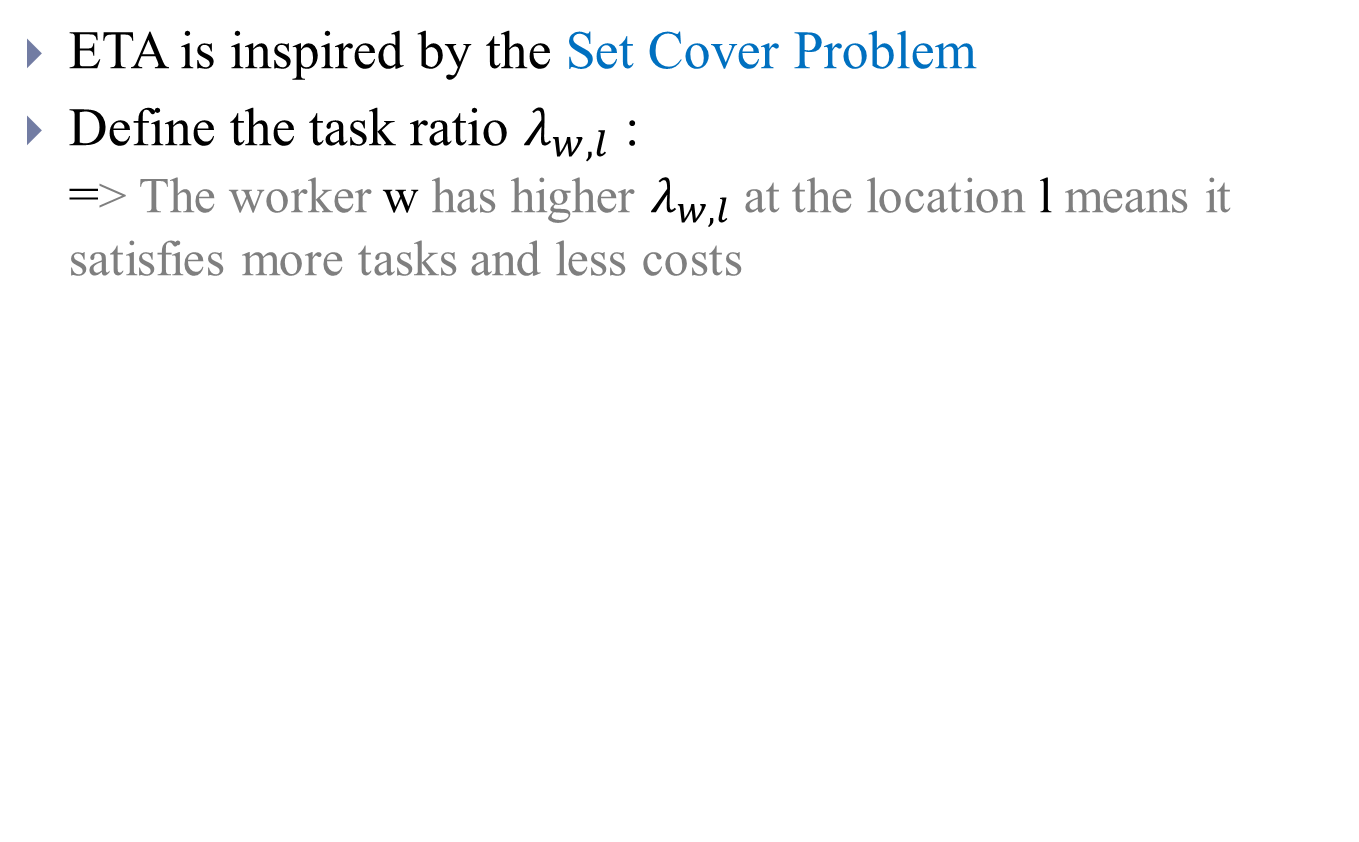 ETA is inspired by the Set Cover Problem
Define the task ratio 𝜆𝑤,𝑙 :
=> The worker w has higher 𝜆𝑤,𝑙 at the location l means it
satisfies more tasks and less costs